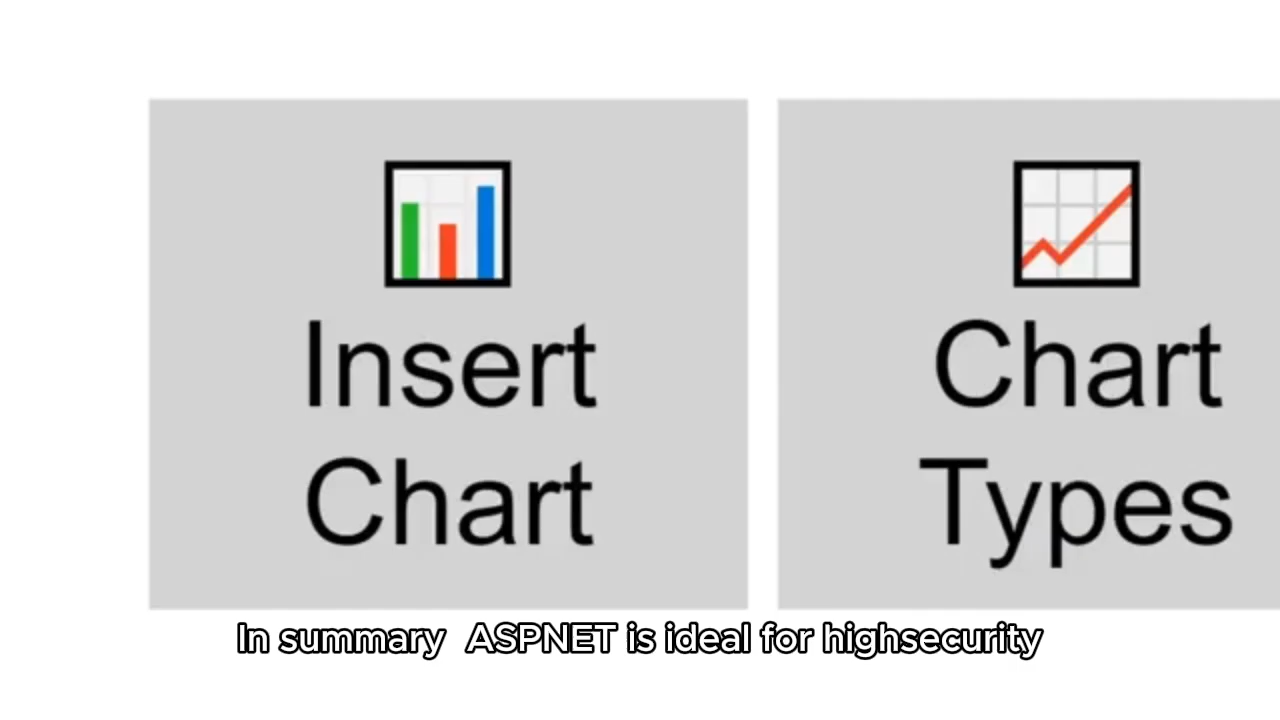 Insert
Chart
Chart
Types
In summary ASPNET is ideal for highsecurity